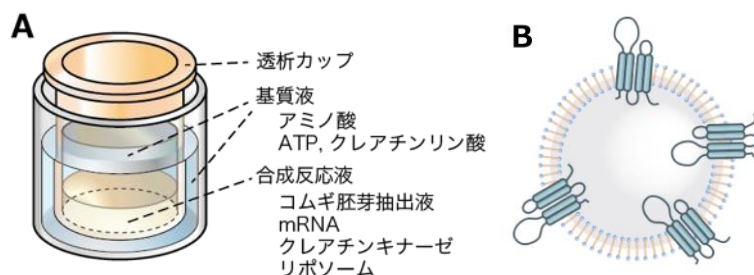 A
透析カップ
基質液
アミノ酸
ATP, クレアチンリン酸
合成反応液
コムギ胚芽抽出液
mRNA
クレアチンキナーゼ
リポソーム
B